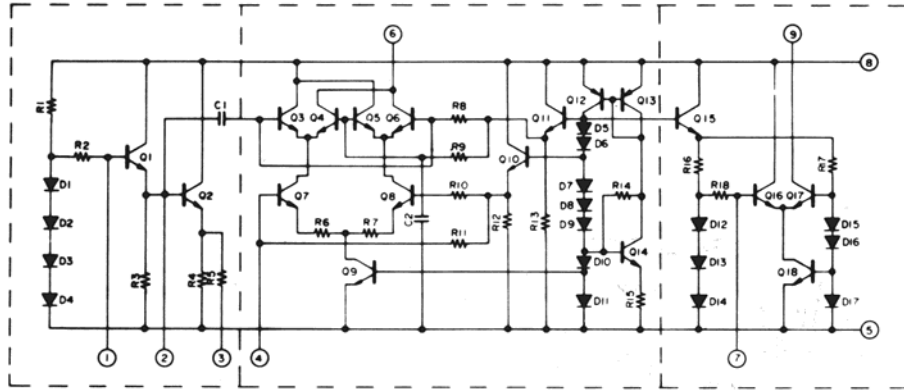 6
9
8
R1
C1
Q3
Q4
Q5
Q6
R8
Q11
Q12
Q13
Q15
D5
D6
R2
Q1
R9
Q10
R16
R17
D1
Q2
Q7
Q8
R10
D7
R14
R18
Q16
Q17
D8
D2
R6
R7
C2
R12
R13
D9
D12
D15
R11
Q14
D16
D3
R3
R4
R5
Q9
D10
D13
Q18
D4
D11
R15
D14
D17
5
1
2
3
4
7